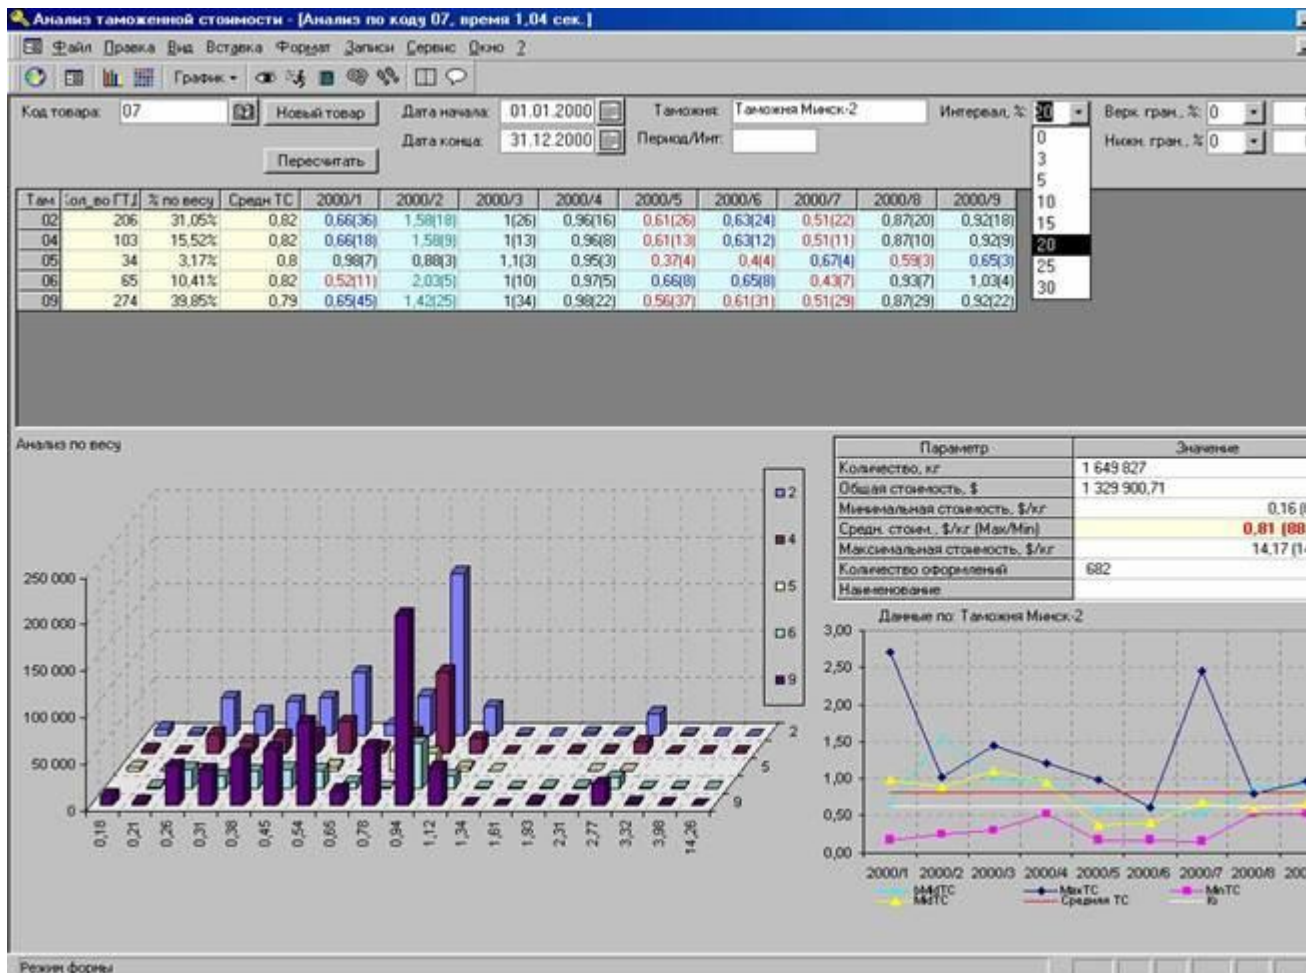 Анализ таможенной стоимости - [Анализ по коду 07, время 1,04 сек.]
Файл Правка Вид Вставка Формат Записи Сервис Окно ?
График
Код товара: 07 Новый товар Дата начала: 01.01.2000 Таможня: Таможня Минск-2 Интервал, %: 20 Верх. гран., %: 0
Пересчитать Дата конца: 31.12.2000 Период/Инт: Нижн. гран., % 0
0
3
5
10
15
20
25
30
Там Кол_во ГТД % по весу Средн ТС 2000/1 2000/2 2000/3 2000/4 2000/5 2000/6 2000/7 2000/8 2000/9
02 206 31,05% 0,82 0,66(36) 1,58(18) 1(26) 0,96(16) 0,61(26) 0,63(24) 0,51(22) 0,87(20) 0,92(18)
04 103 15,52% 0,82 0,66(18) 1,58(9) 1(13) 0,96(8) 0,61(13) 0,63(12) 0,51(11) 0,87(10) 0,92(9)
05 34 3,17% 0,8 0,98(7) 0,88(3) 1,1(3) 0,95(3) 0,37(4) 0,4(4) 0,67(4) 0,59(3) 0,65(3)
06 65 10,41% 0,82 0,52(11) 2,03(5) 1(10) 0,97(5) 0,66(8) 0,65(8) 0,43(7) 0,93(7) 1,03(4)
09 274 39,85% 0,79 0,65(45) 1,42(25) 1(34) 0,98(22) 0,56(37) 0,61(31) 0,51(29) 0,87(29) 0,92(22)
Анализ по весу
250 000
200 000
150 000
100 000
50 000
0
0,18 0,21 0,26 0,31 0,38 0,45 0,54 0,65 0,78 0,94 1,12 1,34 1,61 1,93 2,31 2,77 3,32 3,98 14,26
2
5
9
2
4
5
6
9
Параметр Значение
Количество, кг 1 649 827
Общая стоимость, $ 1 329 900,71
Минимальная стоимость, $/кг 0,16
Средн. стоим., $/кг (Max/Min) 0,81 (88
Максимальная стоимость, $/кг 14,17 (1
Количество оформлений 682
Наименование
Данные по: Таможня Минск-2
3,00
2,50
2,00
1,50
1,00
0,50
0,00
2000/1 2000/2 2000/3 2000/4 2000/5 2000/6 2000/7 2000/8
MaxTC MinTC
MidTC Средняя ТС
Режим формы